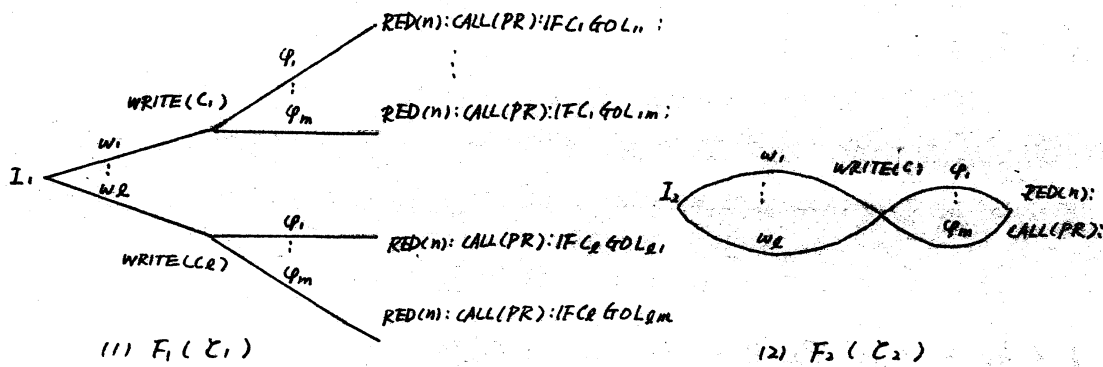 RED(n):CALL(PR):IFC₁GOL₁₁:
φ₁
WRITE(C₁)
φm
RED(n):CALL(PR):IFC₁GOL₁m:
w₁
I₁
wℓ
φ₁
RED(n):CALL(PR):IFCℓGOLℓ₁
WRITE(Cℓ)
φm
RED(n):CALL(PR):IFCℓGOLℓm
(1) F₁(τ₁)
w₁
WRITE(C)
φ₁
I₂
RED(n):
wℓ
φm
CALL(PR):
(2) F₂(τ₂)